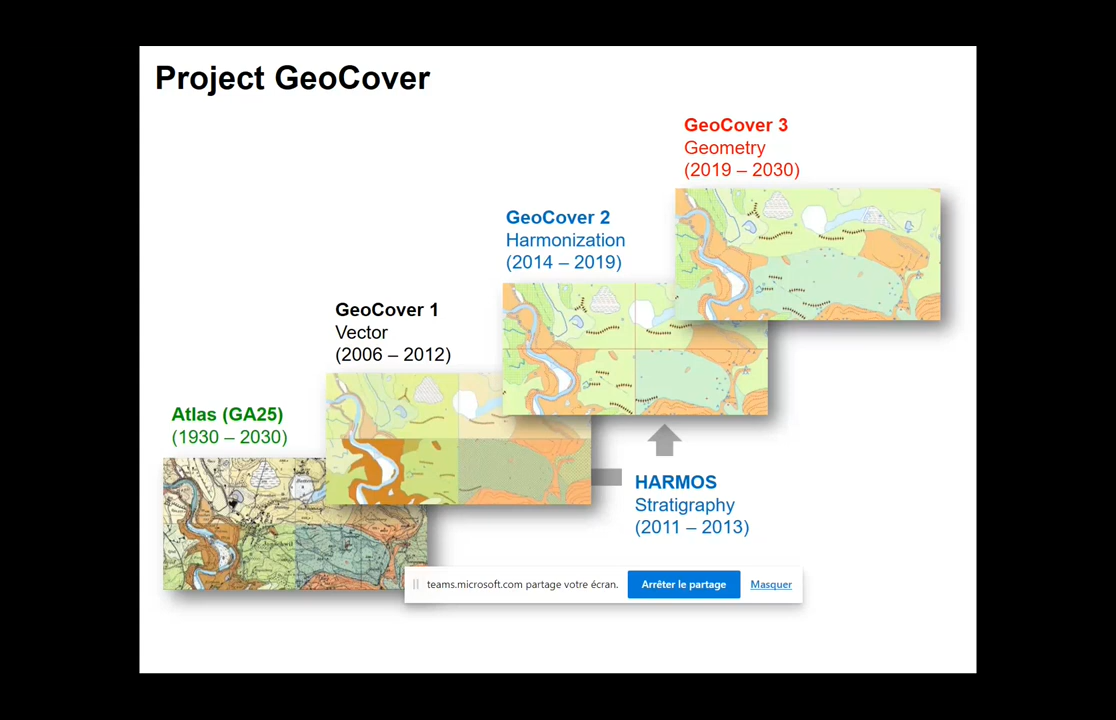 Project GeoCover
GeoCover 3
Geometry
(2019 – 2030)
GeoCover 2
Harmonization
(2014 – 2019)
GeoCover 1
Vector
(2006 – 2012)
Atlas (GA25)
(1930 – 2030)
HARMOS
Stratigraphy
(2011 – 2013)
teams.microsoft.com partage votre écran.
Arrêter le partage
Masquer